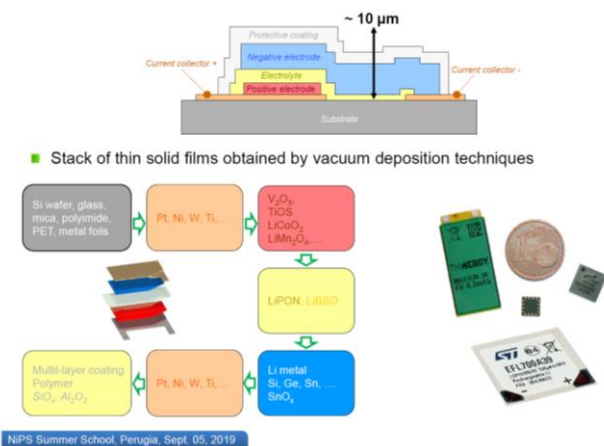 ~ 10 µm
Protective coating
Negative electrode
Current collector +
Electrolyte
Current collector -
Positive electrode
Substrate
Stack of thin solid films obtained by vacuum deposition techniques
Si wafer, glass,
mica, polyimide,
PET, metal foils
Pt, Ni, W, Ti,...
V₂O₅,
TiOS
LiCoO₂
LiMn₂O₄,…
LiPON LiBSO
Multil-layer coating
Polymer
SiOₓ, Al₂O₃
Pt, Ni, W, Ti,...
Li metal
Si, Ge, Sn, ...
SnOₓ
THINERGY
ST
EFL700A39
NiPS Summer School, Perugia, Sept. 05, 2019